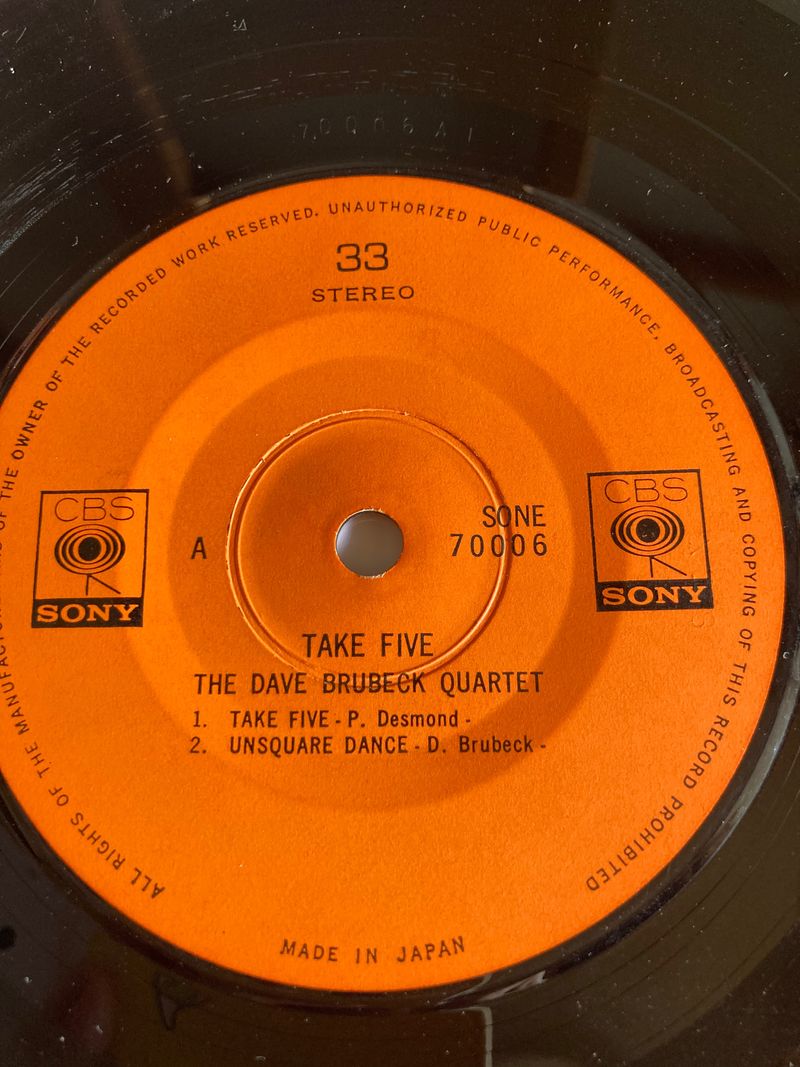 70006A1
ALL RIGHTS OF THE MANUFACTURER AND OF THE OWNER OF THE RECORDED WORK RESERVED. UNAUTHORIZED PUBLIC PERFORMANCE, BROADCASTING AND COPYING OF THIS RECORD PROHIBITED
33
STEREO
CBS
SONY
A
SONE
70006
CBS
SONY
TAKE FIVE
THE DAVE BRUBECK QUARTET
1. TAKE FIVE - P. Desmond -
2. UNSQUARE DANCE - D. Brubeck -
MADE IN JAPAN